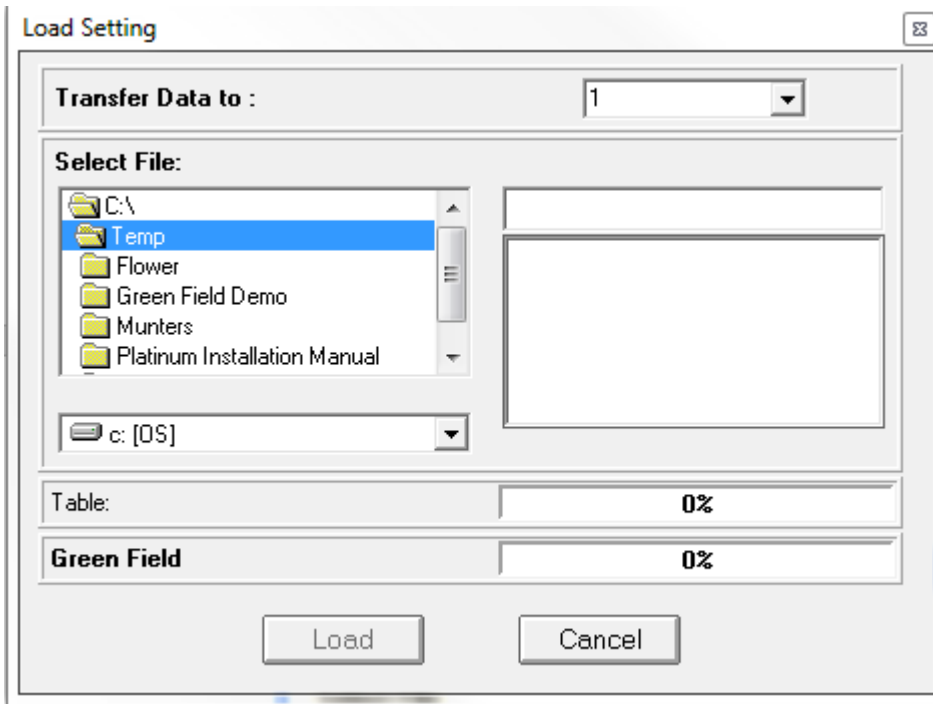 Load Setting
Transfer Data to :
1
Select File:
C:\
Temp
Flower
Green Field Demo
Munters
Platinum Installation Manual
c: [OS]
Table:
0%
Green Field
0%
Load
Cancel